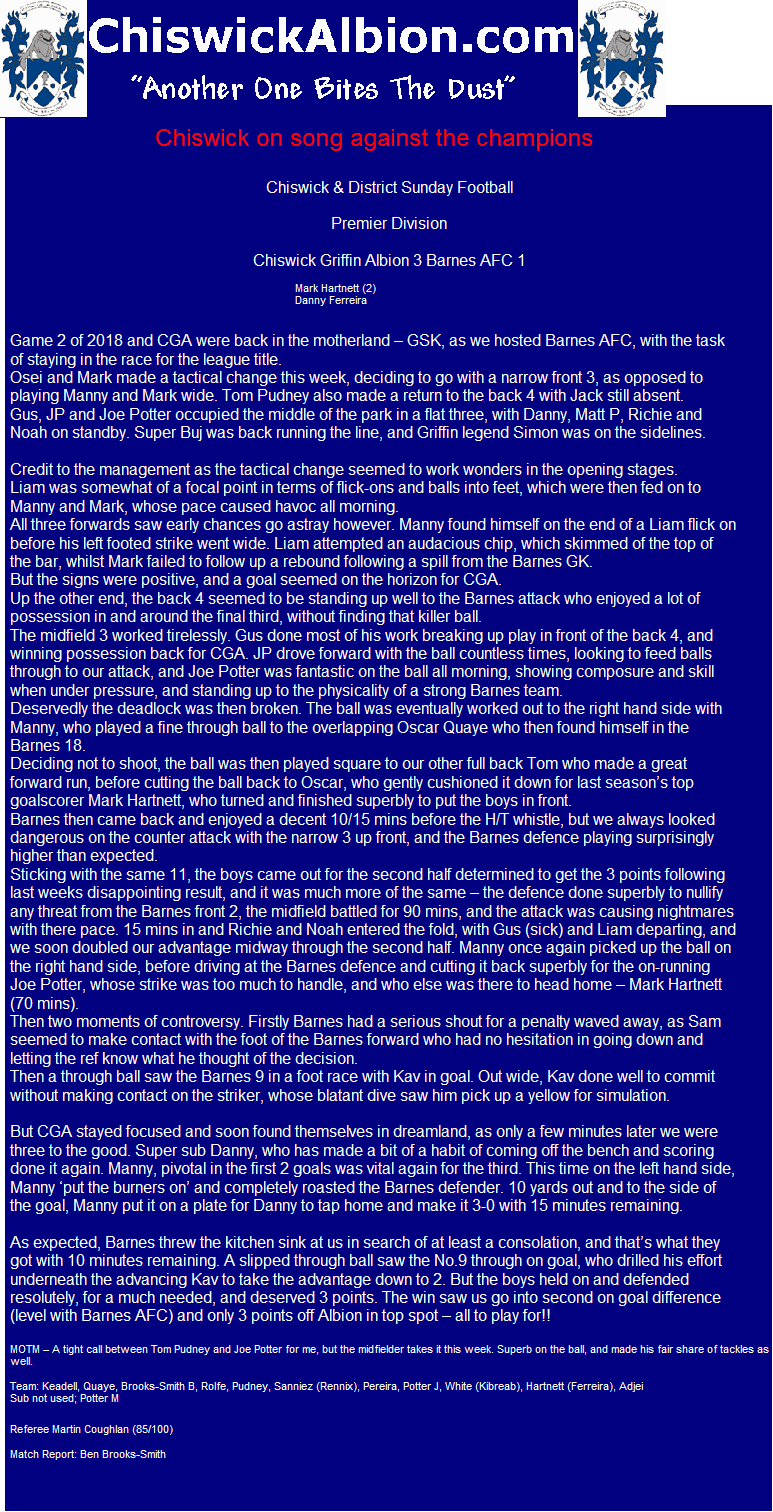 ChiswickAlbion.com
“Another One Bites The Dust”
Chiswick on song against the champions
Chiswick & District Sunday Football
Premier Division
Chiswick Griffin Albion 3 Barnes AFC 1
Mark Hartnett (2)
Danny Ferreira
Game 2 of 2018 and CGA were back in the motherland – GSK, as we hosted Barnes AFC, with the task
of staying in the race for the league title.
Osei and Mark made a tactical change this week, deciding to go with a narrow front 3, as opposed to
playing Manny and Mark wide. Tom Pudney also made a return to the back 4 with Jack still absent.
Gus, JP and Joe Potter occupied the middle of the park in a flat three, with Danny, Matt P, Richie and
Noah on standby. Super Buj was back running the line, and Griffin legend Simon was on the sidelines.
Credit to the management as the tactical change seemed to work wonders in the opening stages.
Liam was somewhat of a focal point in terms of flick-ons and balls into feet, which were then fed on to
Manny and Mark, whose pace caused havoc all morning.
All three forwards saw early chances go astray however. Manny found himself on the end of a Liam flick on
before his left footed strike went wide. Liam attempted an audacious chip, which skimmed of the top of
the bar, whilst Mark failed to follow up a rebound following a spill from the Barnes GK.
But the signs were positive, and a goal seemed on the horizon for CGA.
Up the other end, the back 4 seemed to be standing up well to the Barnes attack who enjoyed a lot of
possession in and around the final third, without finding that killer ball.
The midfield 3 worked tirelessly. Gus done most of his work breaking up play in front of the back 4, and
winning possession back for CGA. JP drove forward with the ball countless times, looking to feed balls
through to our attack, and Joe Potter was fantastic on the ball all morning, showing composure and skill
when under pressure, and standing up to the physicality of a strong Barnes team.
Deservedly the deadlock was then broken. The ball was eventually worked out to the right hand side with
Manny, who played a fine through ball to the overlapping Oscar Quaye who then found himself in the
Barnes 18.
Deciding not to shoot, the ball was then played square to our other full back Tom who made a great
forward run, before cutting the ball back to Oscar, who gently cushioned it down for last season’s top
goalscorer Mark Hartnett, who turned and finished superbly to put the boys in front.
Barnes then came back and enjoyed a decent 10/15 mins before the H/T whistle, but we always looked
dangerous on the counter attack with the narrow 3 up front, and the Barnes defence playing surprisingly
higher than expected.
Sticking with the same 11, the boys came out for the second half determined to get the 3 points following
last weeks disappointing result, and it was much more of the same – the defence done superbly to nullify
any threat from the Barnes front 2, the midfield battled for 90 mins, and the attack was causing nightmares
with there pace. 15 mins in and Richie and Noah entered the fold, with Gus (sick) and Liam departing, and
we soon doubled our advantage midway through the second half. Manny once again picked up the ball on
the right hand side, before driving at the Barnes defence and cutting it back superbly for the on-running
Joe Potter, whose strike was too much to handle, and who else was there to head home – Mark Hartnett
(70 mins).
Then two moments of controversy. Firstly Barnes had a serious shout for a penalty waved away, as Sam
seemed to make contact with the foot of the Barnes forward who had no hesitation in going down and
letting the ref know what he thought of the decision.
Then a through ball saw the Barnes 9 in a foot race with Kav in goal. Out wide, Kav done well to commit
without making contact on the striker, whose blatant dive saw him pick up a yellow for simulation.
But CGA stayed focused and soon found themselves in dreamland, as only a few minutes later we were
three to the good. Super sub Danny, who has made a bit of a habit of coming off the bench and scoring
done it again. Manny, pivotal in the first 2 goals was vital again for the third. This time on the left hand side,
Manny ‘put the burners on’ and completely roasted the Barnes defender. 10 yards out and to the side of
the goal, Manny put it on a plate for Danny to tap home and make it 3-0 with 15 minutes remaining.
As expected, Barnes threw the kitchen sink at us in search of at least a consolation, and that’s what they
got with 10 minutes remaining. A slipped through ball saw the No.9 through on goal, who drilled his effort
underneath the advancing Kav to take the advantage down to 2. But the boys held on and defended
resolutely, for a much needed, and deserved 3 points. The win saw us go into second on goal difference
(level with Barnes AFC) and only 3 points off Albion in top spot – all to play for!!
MOTM – A tight call between Tom Pudney and Joe Potter for me, but the midfielder takes it this week. Superb on the ball, and made his fair share of tackles as
well.
Team: Keadell, Quaye, Brooks-Smith B, Rolfe, Pudney, Sanniez (Rennix), Pereira, Potter J, White (Kibreab), Hartnett (Ferreira), Adjei
Sub not used; Potter M
Referee Martin Coughlan (85/100)
Match Report: Ben Brooks-Smith